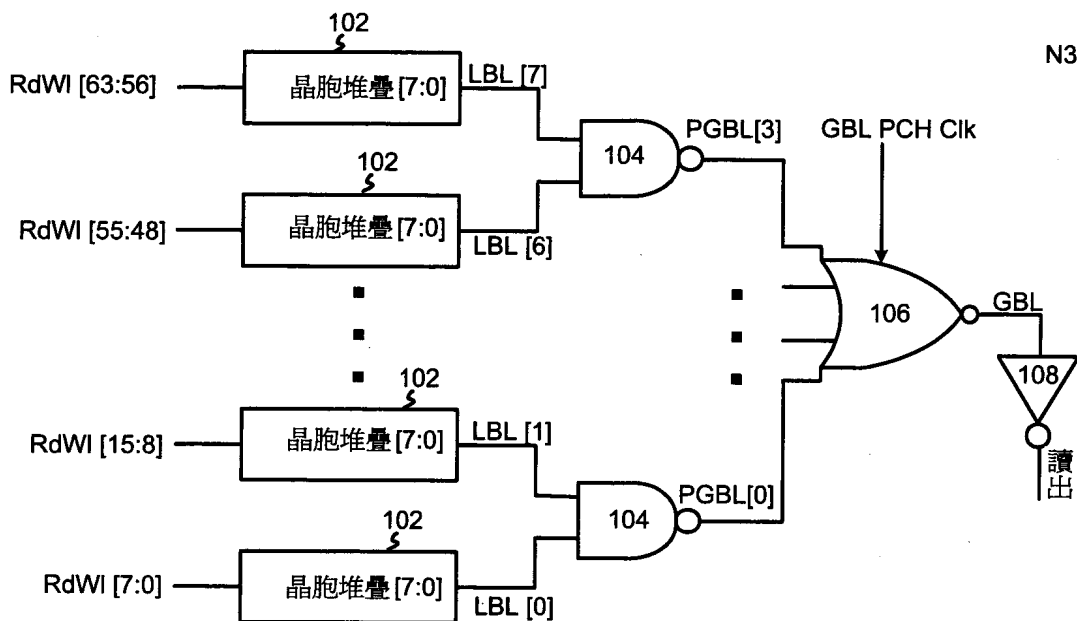 102
RdWl [63:56]
晶胞堆疊[7:0]
LBL [7]
N3
102
RdWl [55:48]
晶胞堆疊[7:0]
LBL [6]
104
PGBL[3]
GBL PCH Clk
106
GBL
108
讀出
102
RdWl [15:8]
晶胞堆疊[7:0]
LBL [1]
104
PGBL[0]
102
RdWl [7:0]
晶胞堆疊[7:0]
LBL [0]